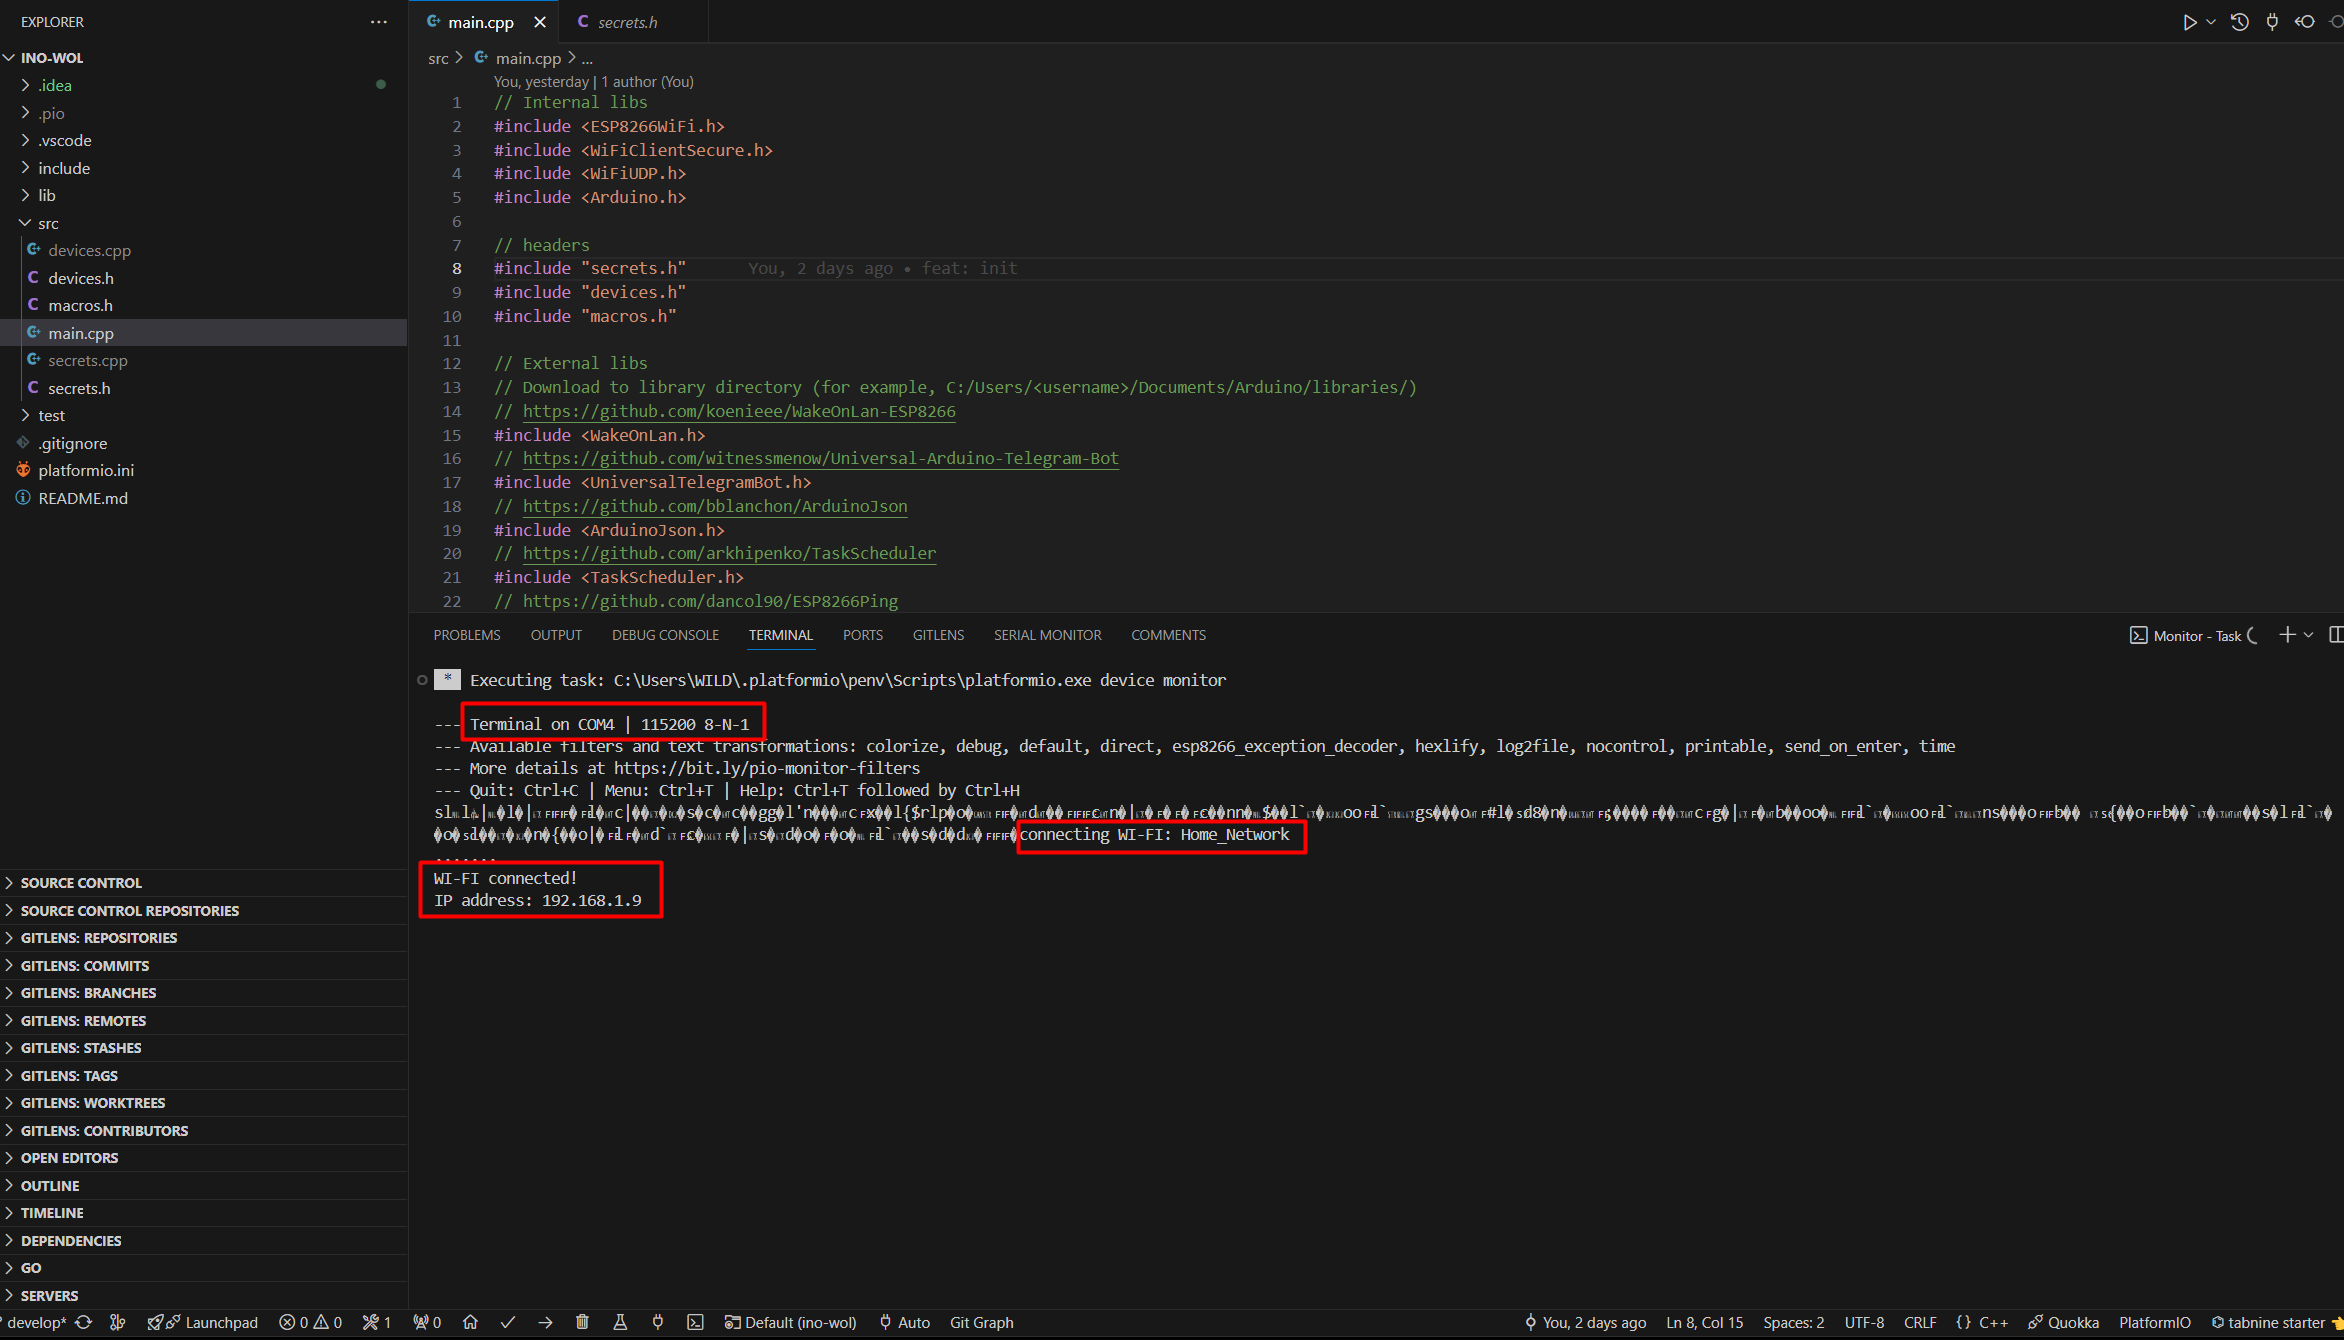 EXPLORER
INO-WOL
.idea
.pio
.vscode
include
lib
src
devices.cpp
devices.h
macros.h
main.cpp
secrets.cpp
secrets.h
test
.gitignore
platformio.ini
README.md
SOURCE CONTROL
SOURCE CONTROL REPOSITORIES
GITLENS: REPOSITORIES
GITLENS: COMMITS
GITLENS: BRANCHES
GITLENS: REMOTES
GITLENS: STASHES
GITLENS: TAGS
GITLENS: WORKTREES
GITLENS: CONTRIBUTORS
OPEN EDITORS
OUTLINE
TIMELINE
DEPENDENCIES
GO
SERVERS
main.cpp secrets.h
src > main.cpp > ...
You, yesterday | 1 author (You)
1 // Internal libs
2 #include <ESP8266WiFi.h>
3 #include <WiFiClientSecure.h>
4 #include <WiFiUDP.h>
5 #include <Arduino.h>
6
7 // headers
8 #include "secrets.h" You, 2 days ago • feat: init
9 #include "devices.h"
10 #include "macros.h"
11
12 // External libs
13 // Download to library directory (for example, C:/Users/<username>/Documents/Arduino/libraries/)
14 // https://github.com/koenieee/WakeOnLan-ESP8266
15 #include <WakeOnLan.h>
16 // https://github.com/witnessmenow/Universal-Arduino-Telegram-Bot
17 #include <UniversalTelegramBot.h>
18 // https://github.com/bblanchon/ArduinoJson
19 #include <ArduinoJson.h>
20 // https://github.com/arkhipenko/TaskScheduler
21 #include <TaskScheduler.h>
22 // https://github.com/dancol90/ESP8266Ping
PROBLEMS OUTPUT DEBUG CONSOLE TERMINAL PORTS GITLENS SERIAL MONITOR COMMENTS
Monitor - Task
* Executing task: C:\Users\WILD\.platformio\penv\Scripts\platformio.exe device monitor
--- Terminal on COM4 | 115200 8-N-1
--- Available filters and text transformations: colorize, debug, default, direct, esp8266_exception_decoder, hexlify, log2file, nocontrol, printable, send_on_enter, time
--- More details at https://bit.ly/pio-monitor-filters
--- Quit: Ctrl+C | Menu: Ctrl+T | Help: Ctrl+T followed by Ctrl+H
connecting WI-FI: Home_Network
.......
WI-FI connected!
IP address: 192.168.1.9
develop* Launchpad 0 0 1 0 Default (ino-wol) Auto Git Graph You, 2 days ago Ln 8, Col 15 Spaces: 2 UTF-8 CRLF {} C++ Quokka PlatformIO tabnine starter